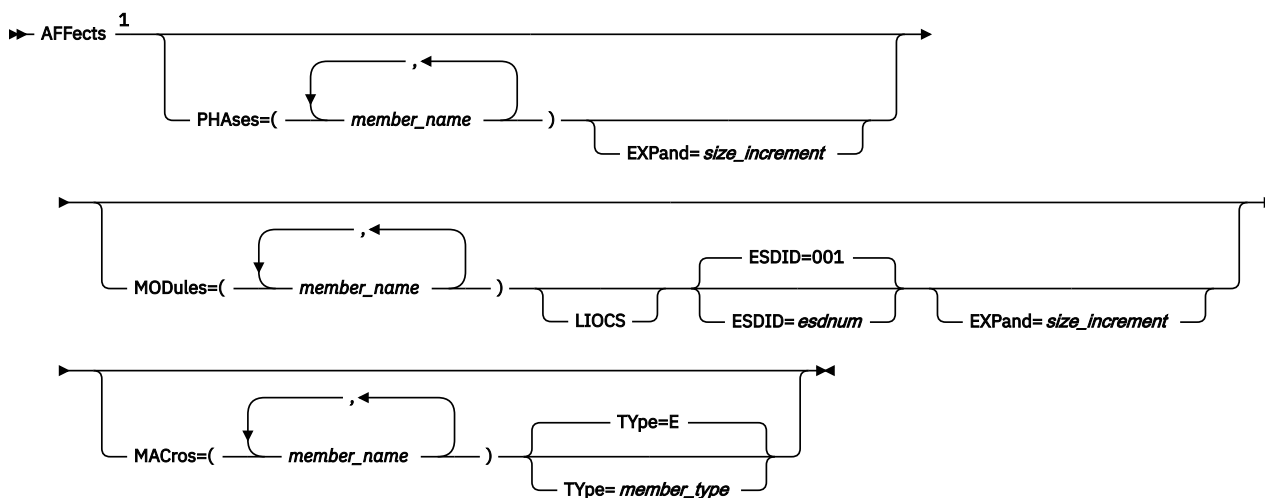 AFFects 1
,
PHAses=( member_name )
EXPand= size_increment
,
ESDID=001
MODules=( member_name )
LIOCS
ESDID= esdnum
EXPand= size_increment
,
TYpe=E
MACros=( member_name )
TYpe= member_type